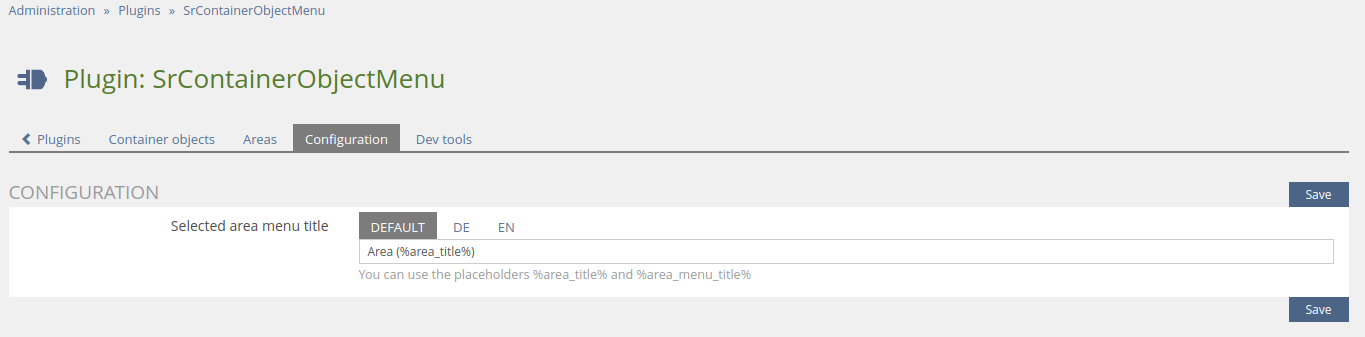 Administration » Plugins » SrContainerObjectMenu
Plugin: SrContainerObjectMenu
Plugins Container objects Areas Configuration Dev tools
CONFIGURATION Save
Selected area menu title DEFAULT DE EN
Area (%area_title%)
You can use the placeholders %area_title% and %area_menu_title%
Save